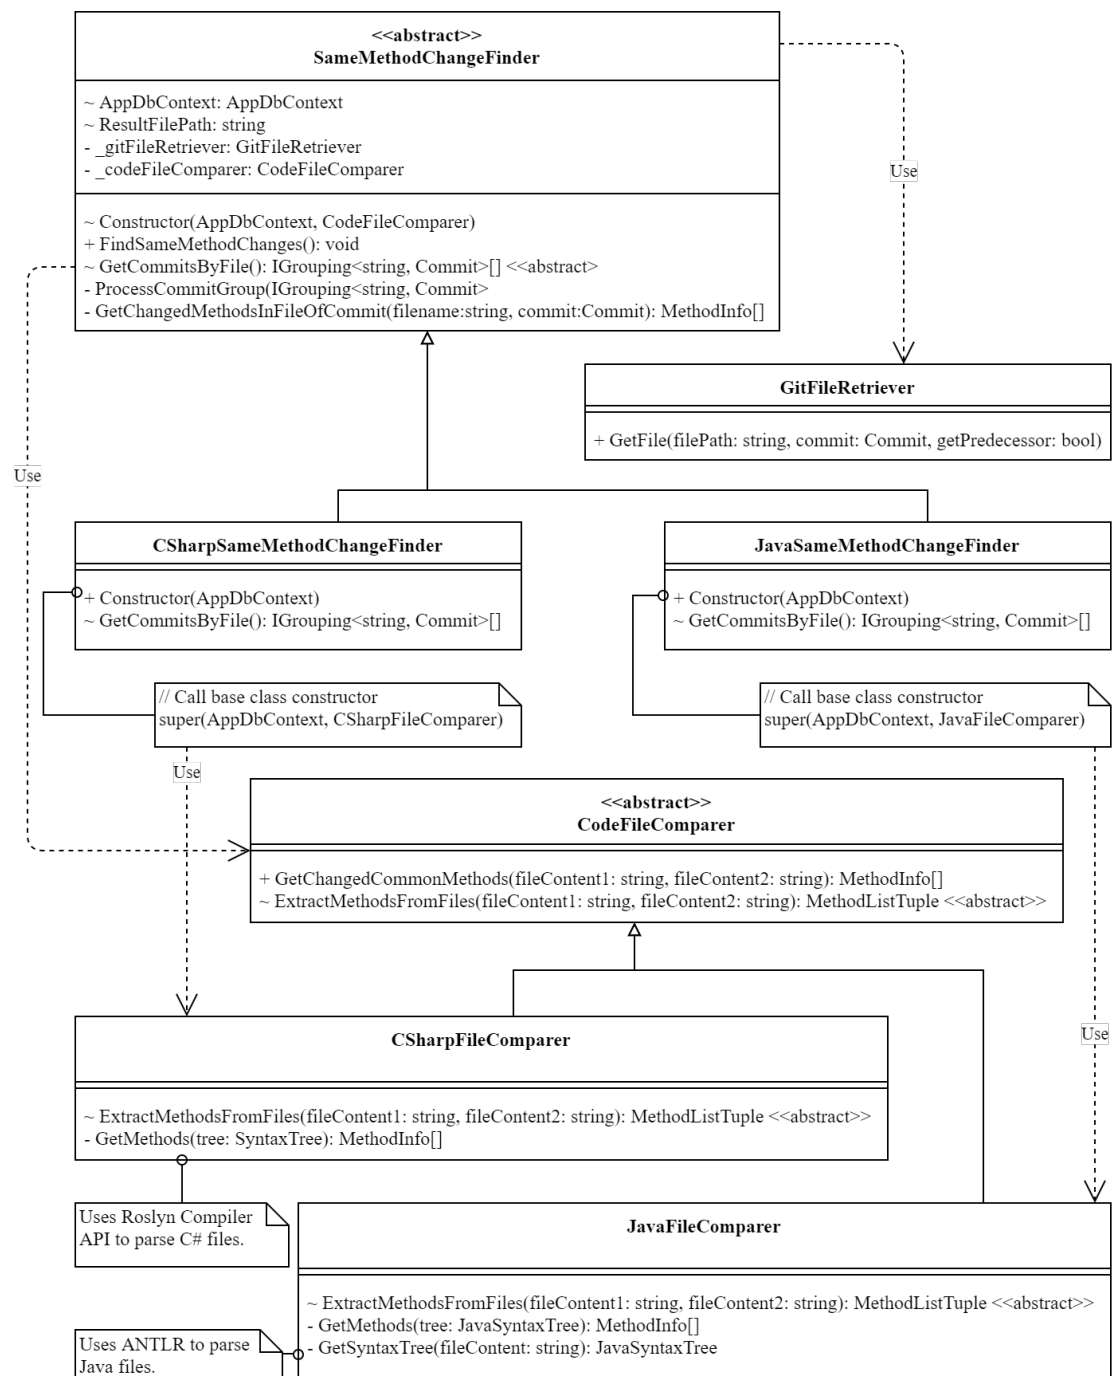 <<abstract>>
SameMethodChangeFinder
~ AppDbContext: AppDbContext
~ ResultFilePath: string
- _gitFileRetriever: GitFileRetriever
- _codeFileComparer: CodeFileComparer
~ Constructor(AppDbContext, CodeFileComparer)
+ FindSameMethodChanges(): void
~ GetCommitsByFile(): IGrouping<string, Commit>[] <<abstract>
- ProcessCommitGroup(IGrouping<string, Commit>
- GetChangedMethodsInFileOfCommit(filename:string, commit:Commit): MethodInfo[]
Use
GitFileRetriever
+ GetFile(filePath: string, commit: Commit, getPredecessor: bool)
Use
CSharpSameMethodChangeFinder
+ Constructor(AppDbContext)
~ GetCommitsByFile(): IGrouping<string, Commit>[]
JavaSameMethodChangeFinder
+ Constructor(AppDbContext)
~ GetCommitsByFile(): IGrouping<string, Commit>[]
// Call base class constructor
super(AppDbContext, CSharpFileComparer)
// Call base class constructor
super(AppDbContext, JavaFileComparer)
Use
<<abstract>>
CodeFileComparer
+ GetChangedCommonMethods(fileContent1: string, fileContent2: string): MethodInfo[]
~ ExtractMethodsFromFiles(fileContent1: string, fileContent2: string): MethodListTuple <<abstract>>
CSharpFileComparer
Use
~ ExtractMethodsFromFiles(fileContent1: string, fileContent2: string): MethodListTuple <<abstract>>
- GetMethods(tree: SyntaxTree): MethodInfo[]
Uses Roslyn Compiler
API to parse C# files.
JavaFileComparer
~ ExtractMethodsFromFiles(fileContent1: string, fileContent2: string): MethodListTuple <<abstract>>
- GetMethods(tree: JavaSyntaxTree): MethodInfo[]
- GetSyntaxTree(fileContent: string): JavaSyntaxTree
Uses ANTLR to parse
Java files.